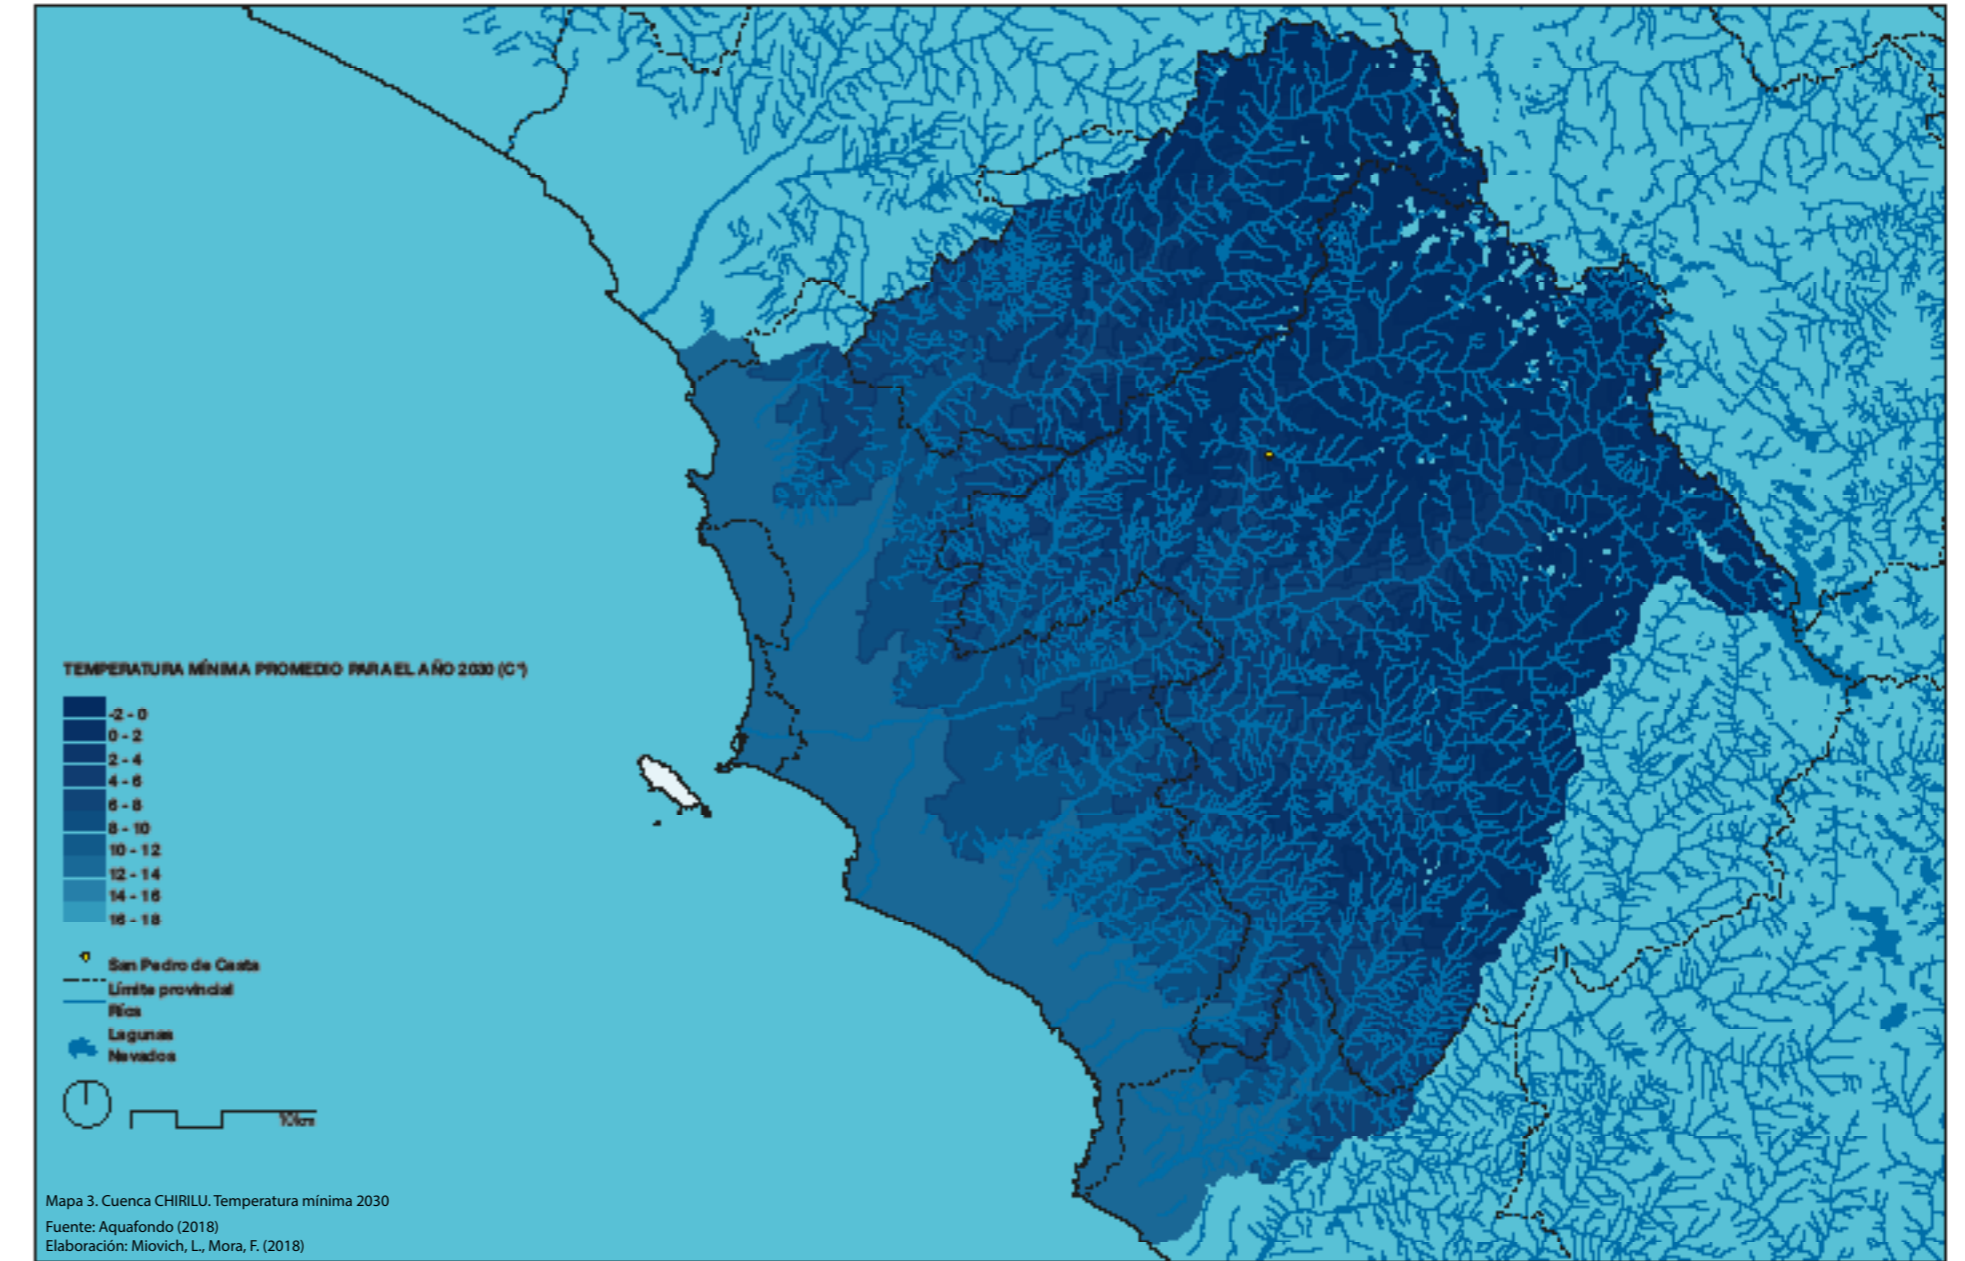 TEMPERATURA MÍNIMA PROMEDIO PARA EL AÑO 2030 (C°)
-2 - 0
0 - 2
2 - 4
4 - 6
6 - 8
8 - 10
10 - 12
12 - 14
14 - 16
16 - 18
San Pedro de Casta
Límite provincial
Ríos
Lagunas
Nevados
10km
Mapa 3. Cuenca CHIRILU. Temperatura mínima 2030
Fuente: Aquafondo (2018)
Elaboración: Miovich, L., Mora, F. (2018)